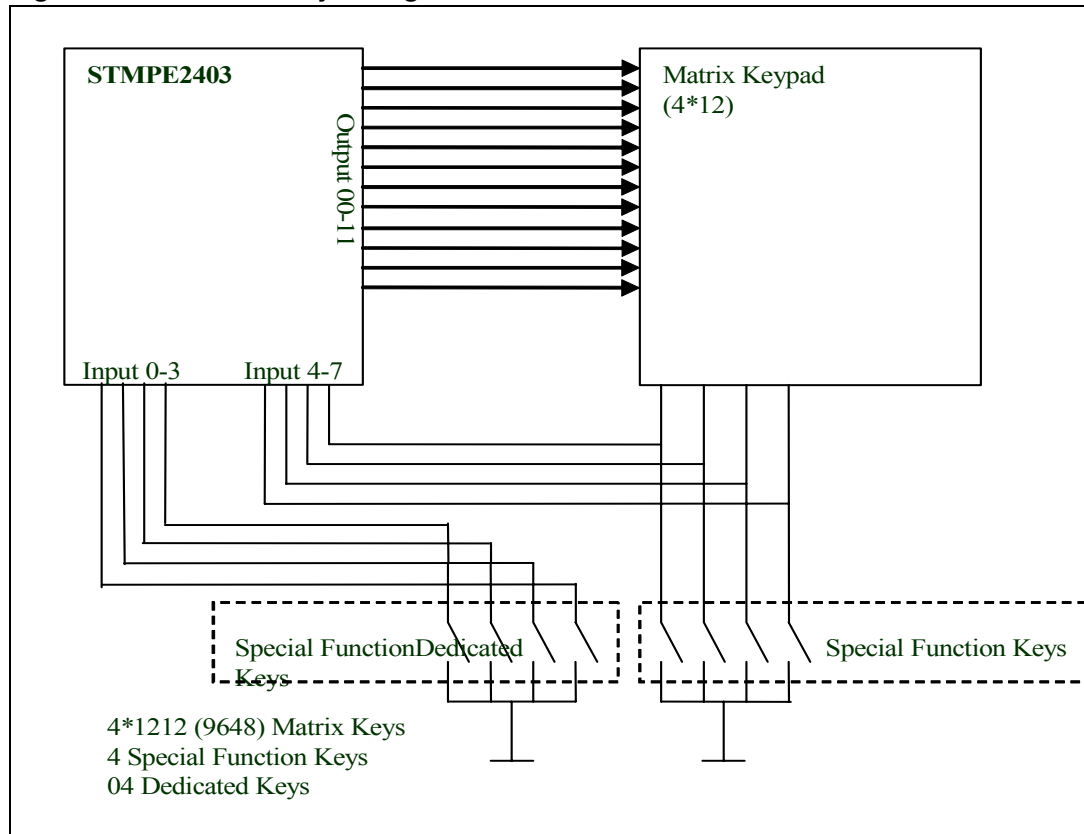 STMPE2403
Matrix Keypad
(4*12)
Output 00-11
Input 0-3
Input 4-7
Special FunctionDedicated
Keys
Special Function Keys
4*1212 (9648) Matrix Keys
4 Special Function Keys
04 Dedicated Keys